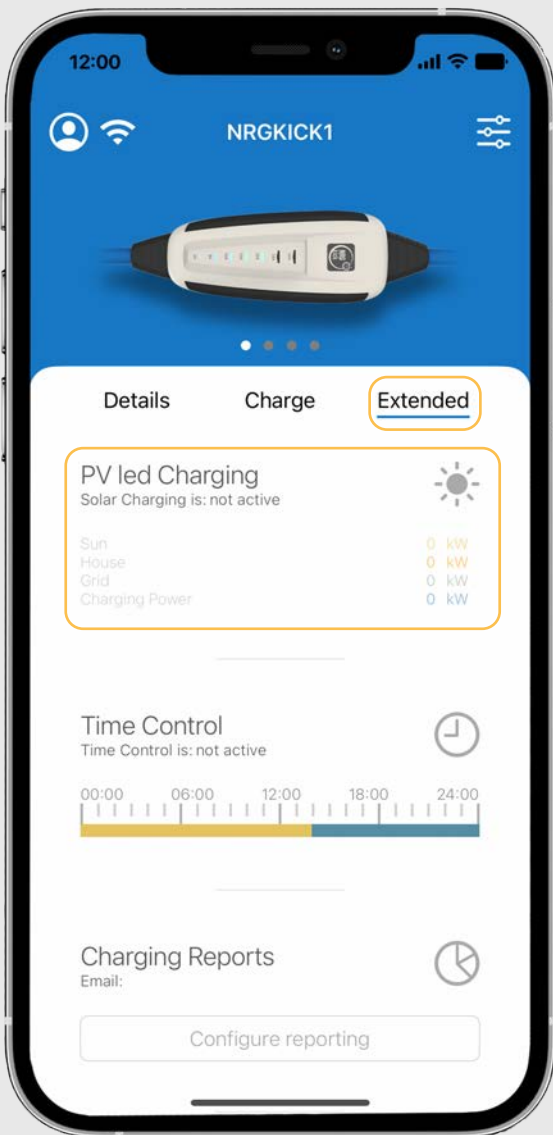 12:00
NRGKICK1
Details Charge Extended
PV led Charging
Solar Charging is: not active
Sun 0 kW
House 0 kW
Grid 0 kW
Charging Power 0 kW
Time Control
Time Control is: not active
00:00 06:00 12:00 18:00 24:00
Charging Reports
Email:
Configure reporting